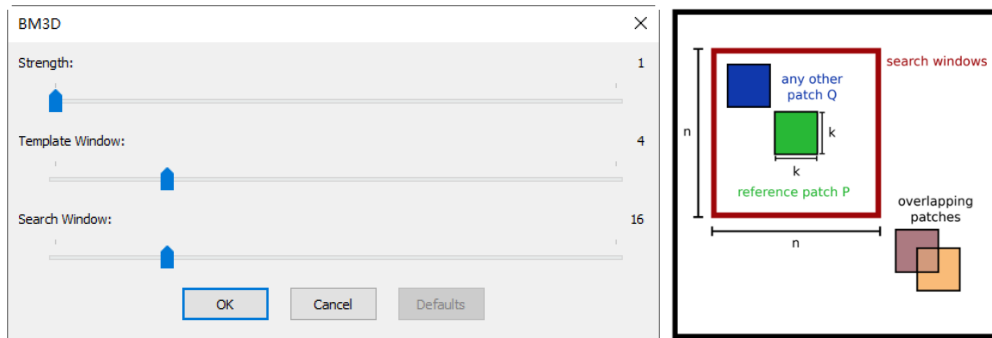 BM3D
Strength:
1
Template Window:
4
Search Window:
16
OK
Cancel
Defaults
search windows
any other
patch Q
n
k
k
reference patch P
n
overlapping
patches